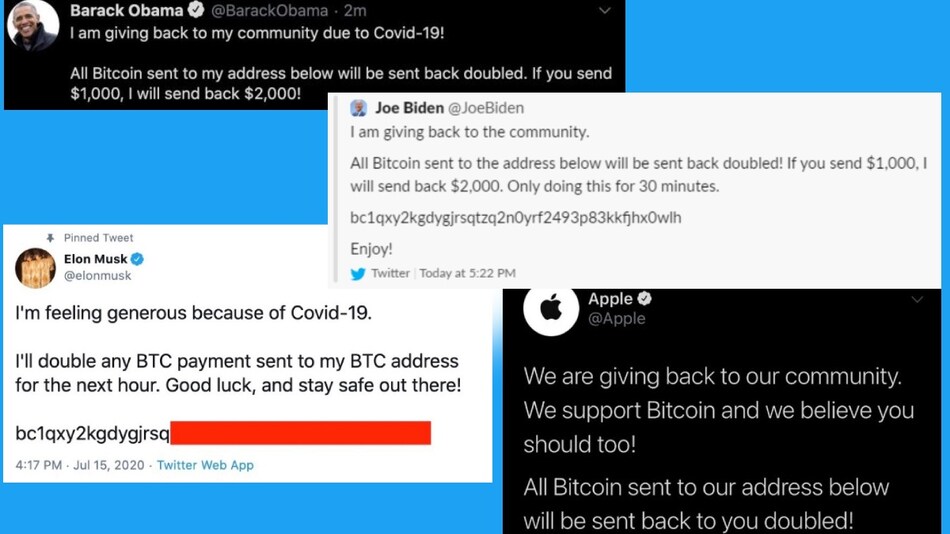 Barack Obama @BarackObama · 2m
I am giving back to my community due to Covid-19!
All Bitcoin sent to my address below will be sent back doubled. If you send
$1,000, I will send back $2,000!
Joe Biden @JoeBiden
I am giving back to the community.
All Bitcoin sent to the address below will be sent back doubled! If you send $1,000, I
will send back $2,000. Only doing this for 30 minutes.
bc1qxy2kgdygjrsqtzq2n0yrf2493p83kkfjhx0wlh
Enjoy!
Twitter | Today at 5:22 PM
Pinned Tweet
Elon Musk
@elonmusk
I'm feeling generous because of Covid-19.
I'll double any BTC payment sent to my BTC address
for the next hour. Good luck, and stay safe out there!
bc1qxy2kgdygjrsq
4:17 PM · Jul 15, 2020 · Twitter Web App
Apple
@Apple
We are giving back to our community.
We support Bitcoin and we believe you
should too!
All Bitcoin sent to our address below
will be sent back to you doubled!